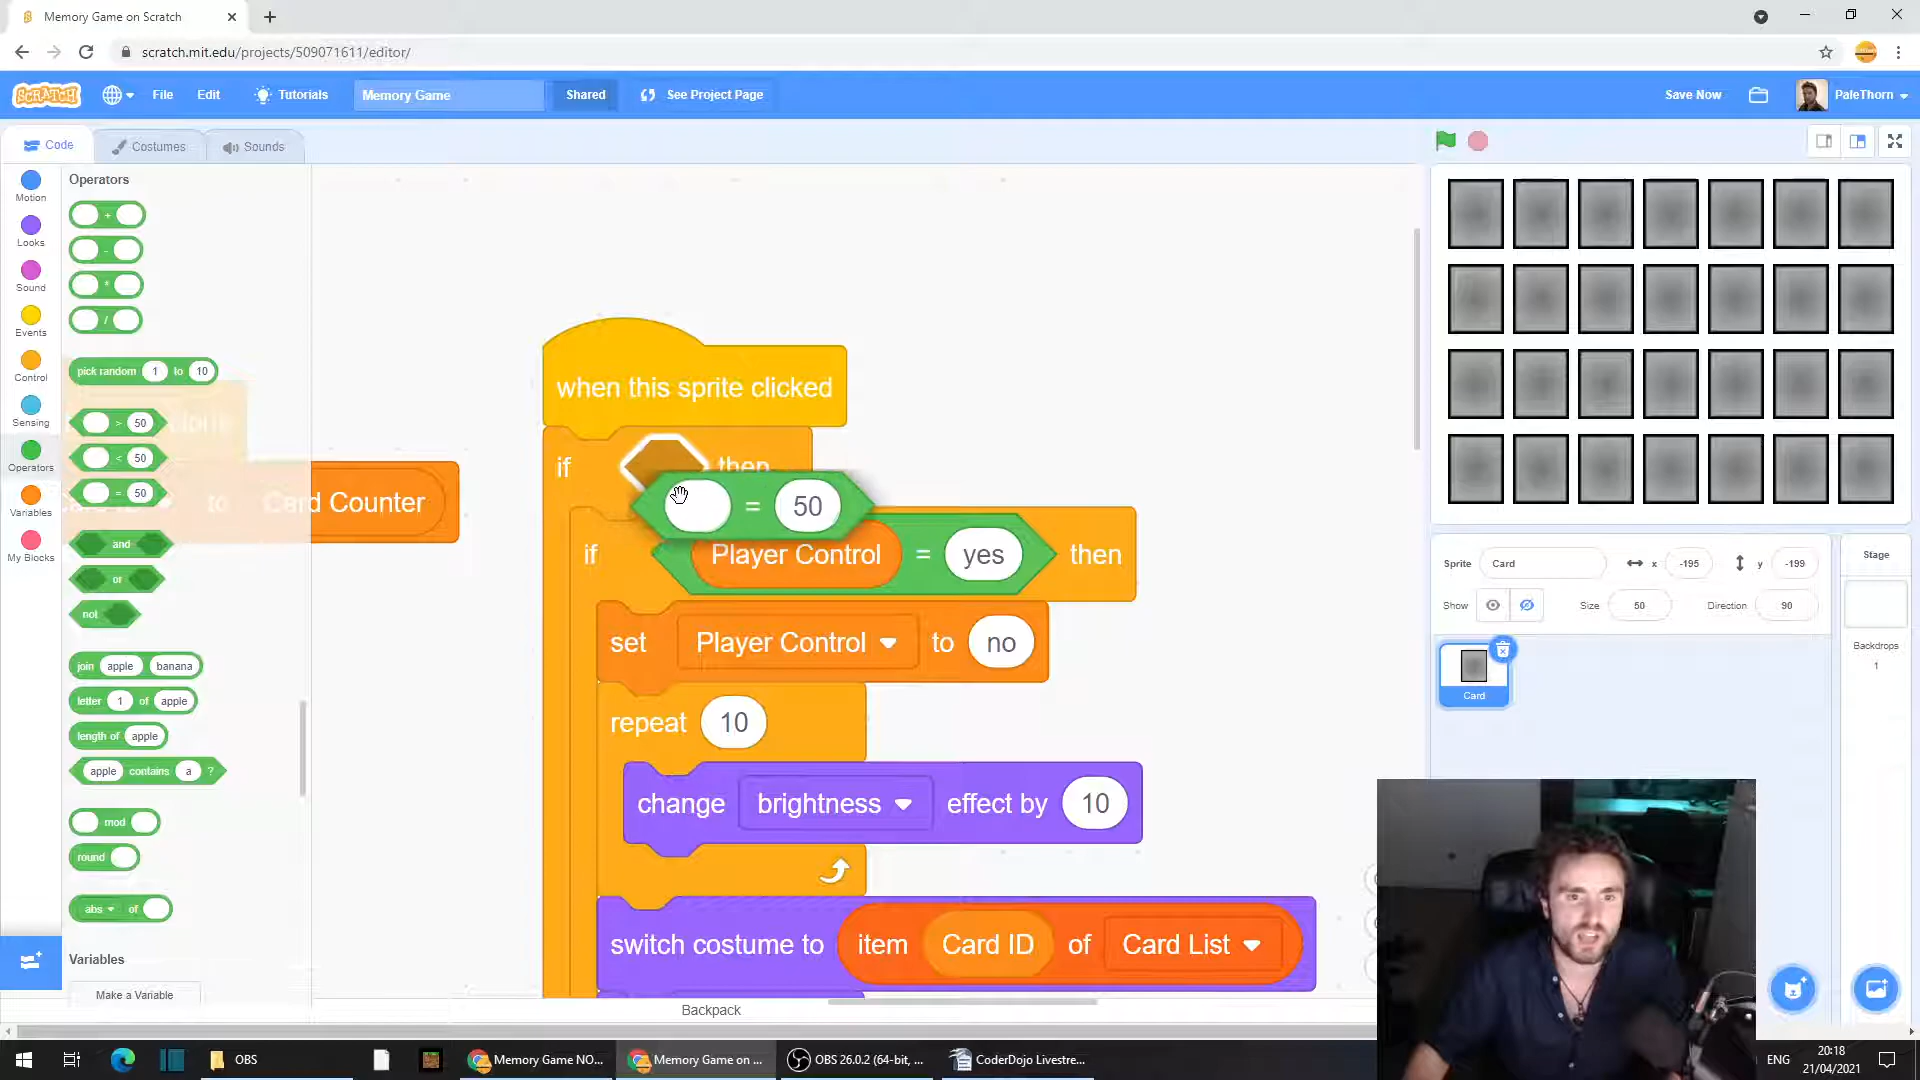 Memory Game on Scratch
scratch.mit.edu/projects/509071611/editor/
SCRATCH
File
Edit
Tutorials
Memory Game
Shared
See Project Page
Save Now
PaleThorn
Code
Costumes
Sounds
Motion
Looks
Sound
Events
Control
Sensing
Operators
Variables
My Blocks
Operators
+
-
*
/
pick random 1 to 10
> 50
< 50
= 50
and
or
not
join apple banana
letter 1 of apple
length of apple
apple contains a ?
mod
round
abs of
Variables
Make a Variable
to Card Counter
when this sprite clicked
if then
= 50
if Player Control = yes then
set Player Control to no
repeat 10
change brightness effect by 10
switch costume to item Card ID of Card List
Backpack
Sprite Card x -195 y -199
Show Size 50 Direction 90
Card
Stage
Backdrops
1
OBS
Memory Game NO...
Memory Game on ...
OBS 26.0.2 (64-bit, ...
CoderDojo Livestre...
ENG
20:18
21/04/2021